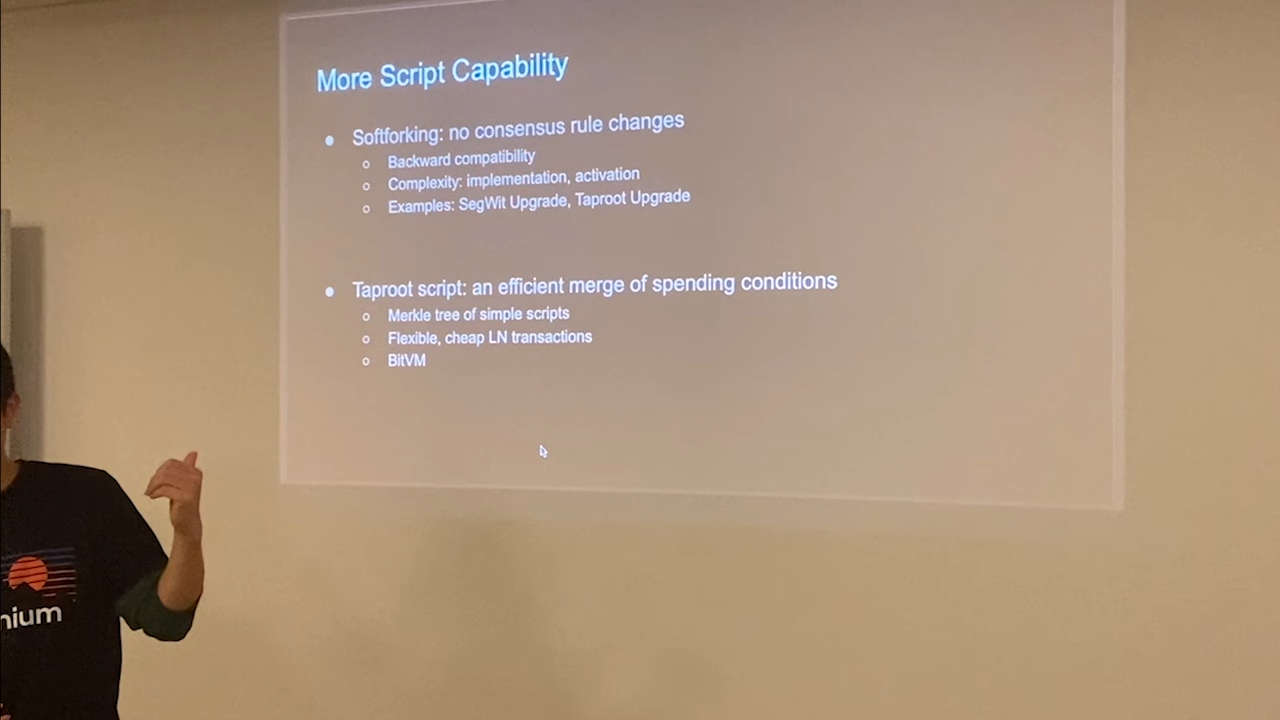 More Script Capability
● Softforking: no consensus rule changes
○ Backward compatibility
○ Complexity: implementation, activation
○ Examples: SegWit Upgrade, Taproot Upgrade
● Taproot script: an efficient merge of spending conditions
○ Merkle tree of simple scripts
○ Flexible, cheap LN transactions
○ BitVM
nium